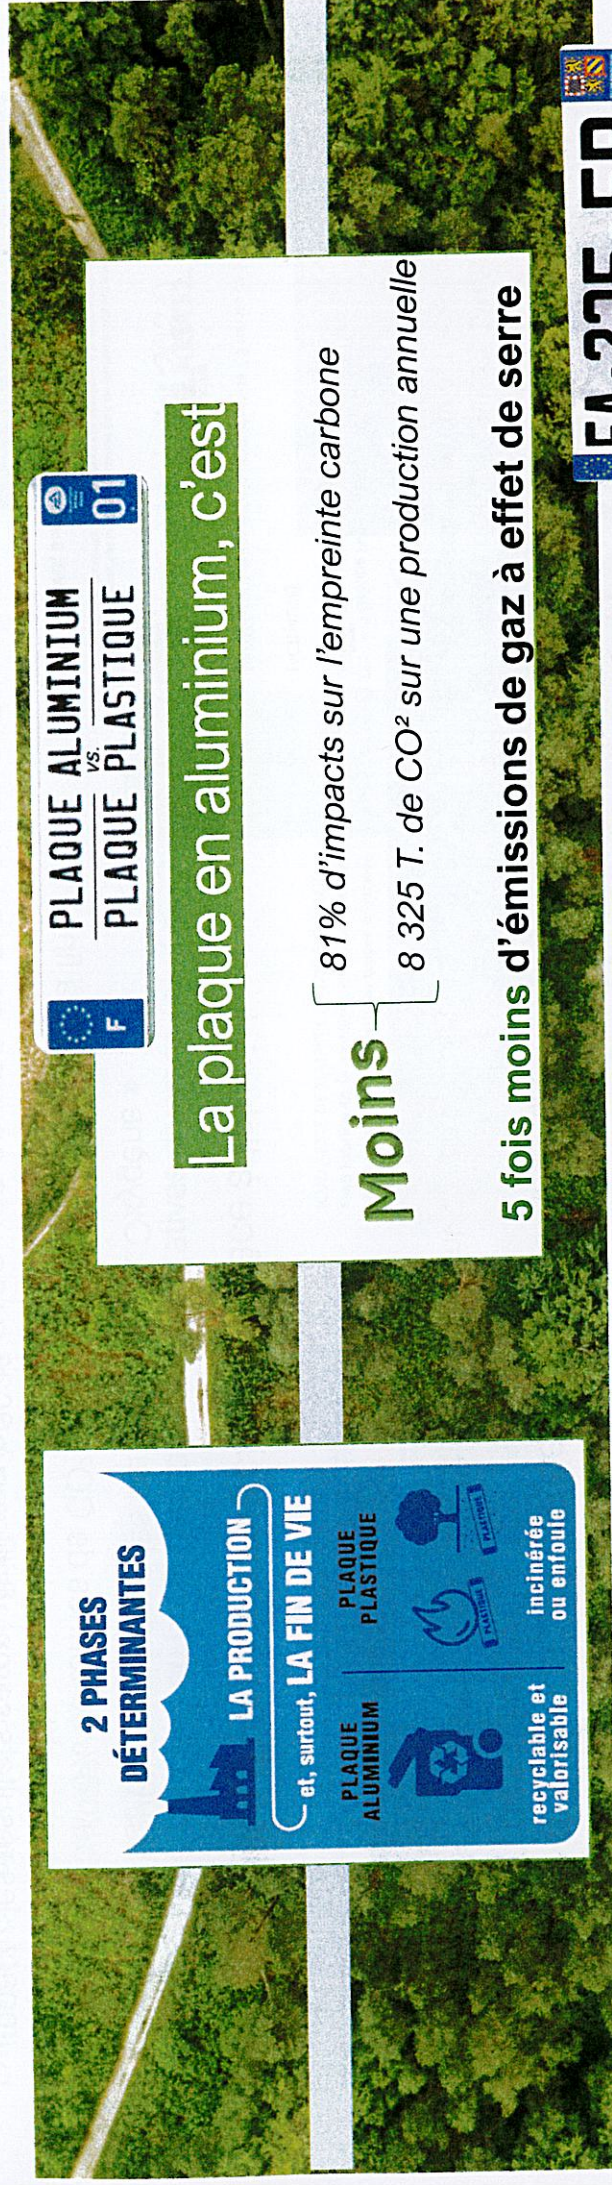 2 PHASES
DÉTERMINANTES
LA PRODUCTION
et, surtout, LA FIN DE VIE
PLAQUE
ALUMINIUM
PLAQUE
PLASTIQUE
PLASTIQUE
PLASTIQUE
recyclable et
valorisable
incinérée
ou enfouie
F
PLAQUE ALUMINIUM
VS.
PLAQUE PLASTIQUE
01
La plaque en aluminium, c'est
Moins
81% d'impacts sur l'empreinte carbone
8 325 T. de CO² sur une production annuelle
5 fois moins d'émissions de gaz à effet de serre